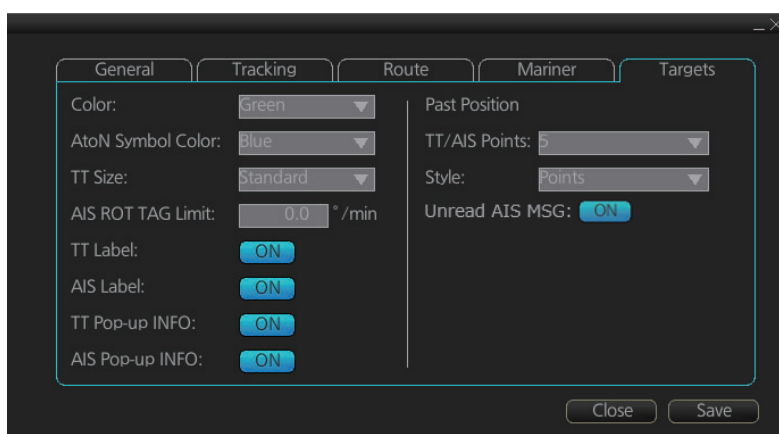 General Tracking Route Mariner Targets
Color: Green
AtoN Symbol Color: Blue
TT Size: Standard
AIS ROT TAG Limit: 0.0 °/min
TT Label: ON
AIS Label: ON
TT Pop-up INFO: ON
AIS Pop-up INFO: ON
Past Position
TT/AIS Points: 5
Style: Points
Unread AIS MSG: ON
Close Save